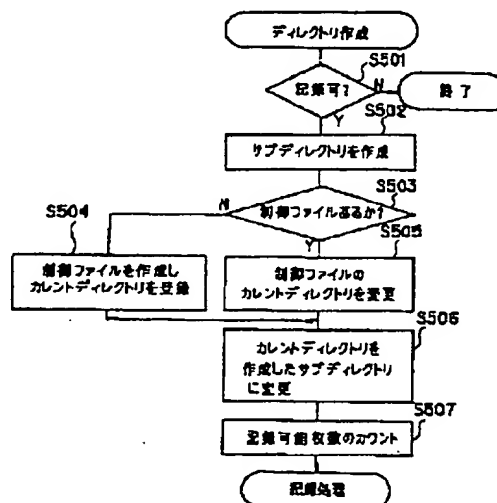 ディレクトリ作成
S501
記録可?
N
終了
Y
S502
サブディレクトリを作成
S503
制御ファイルあるか?
N
S504
Y
S505
制御ファイルを作成し
カレントディレクトリを登録
制御ファイルの
カレントディレクトリを変更
S506
カレントディレクトリを
作成したサブディレクトリ
に変更
S507
記録可能枚数のカウント
記録処理